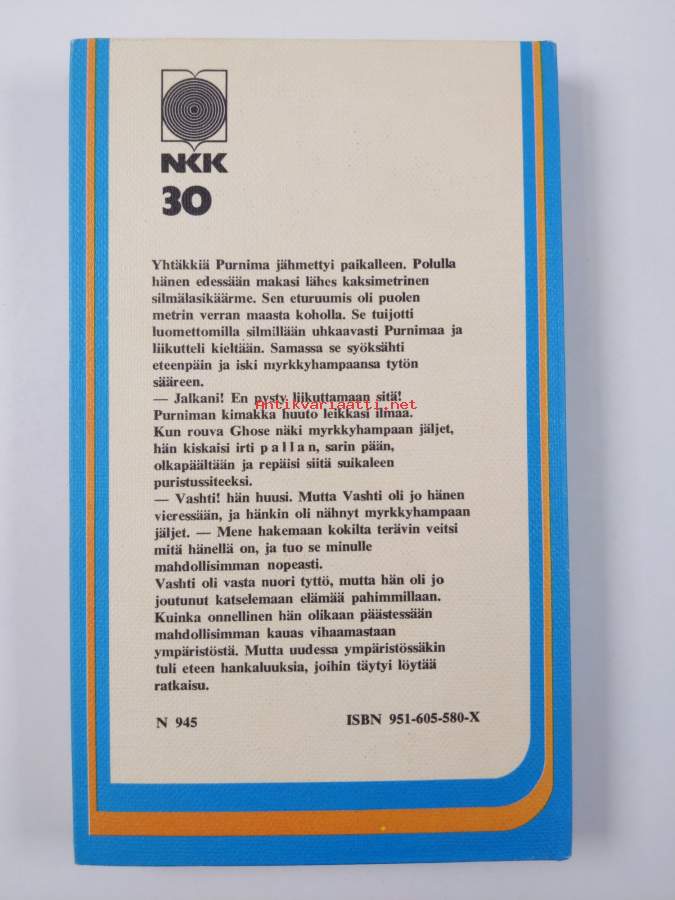 NKK
30
Yhtäkkiä Purnima jähmettyi paikalleen. Polulla
hänen edessään makasi lähes kaksimetrinen
silmälasikäärme. Sen eturuumis oli puolen
metrin verran maasta koholla. Se tuijotti
luomettomilla silmillään uhkaavasti Purnimaa ja
liikutteli kieltään. Samassa se syöksähti
eteenpäin ja iski myrkkyhampaansa tytön
sääreen.
— Jalkani! En pysty liikuttamaan sitä!
Antikvariaatti.net
Purniman kimakka huuto leikkasi ilmaa.
Kun rouva Ghose näki myrkkyhampaan jäljet,
hän kiskaisi irti pallan, sarin pään,
olkapäältään ja repäisi siitä suikaleen
puristussiteeksi.
— Vashti! hän huusi. Mutta Vashti oli jo hänen
vieressään, ja hänkin oli nähnyt myrkkyhampaan
jäljet. — Mene hakemaan kokilta terävin veitsi
mitä hänellä on, ja tuo se minulle
mahdollisimman nopeasti.
Vashti oli vasta nuori tyttö, mutta hän oli jo
joutunut katselemaan elämää pahimmillaan.
Kuinka onnellinen hän olikaan päästessään
mahdollisimman kauas vihaamastaan
ympäristöstä. Mutta uudessa ympäristössäkin
tuli eteen hankaluuksia, joihin täytyi löytää
ratkaisu.
N 945 ISBN 951-605-580-X